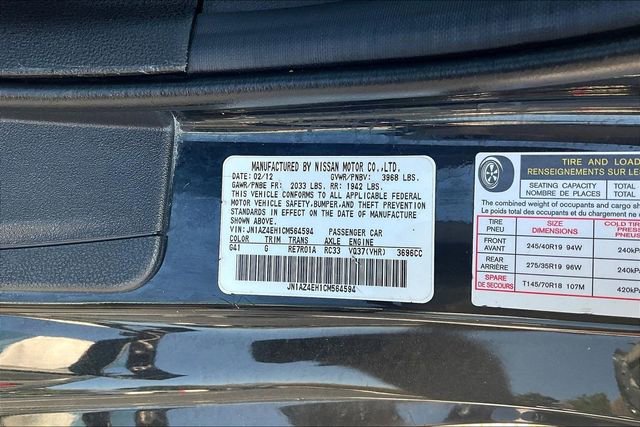 MANUFACTURED BY NISSAN MOTOR CO.,LTD.
DATE: 02/12 GVWR/PNBV: 3968 LBS.
GAWR/PNBE FR: 2033 LBS. RR: 1942 LBS.
THIS VEHICLE CONFORMS TO ALL APPLICABLE FEDERAL
MOTOR VEHICLE SAFETY,BUMPER,AND THEFT PREVENTION
STANDARDS IN EFFECT ON THE DATE OF MANUFACTURE
SHOWN ABOVE.
VIN: JN1AZ4EH1CM564594 PASSENGER CAR
COLOR TRIM TRANS AXLE ENGINE
G41 G RE7R01A RC33 VQ37(VHR) 3696CC
JN1AZ4EH1CM564594
TIRE AND LOAD
RENSEIGNEMENTS SUR LE
SEATING CAPACITY TOTAL
NOMBRE DE PLACES TOTAL
The combined weight of occupants and cargo sh
Le poids total des occupants et du chargement
TIRE SIZE COLD TI
PNEU DIMENSIONS PRESS
FRONT 245/40R19 94W 240kP
AVANT
REAR 275/35R19 96W 240kP
ARRIÈRE
SPARE T145/70R18 107M 420kP
DE SECOURS